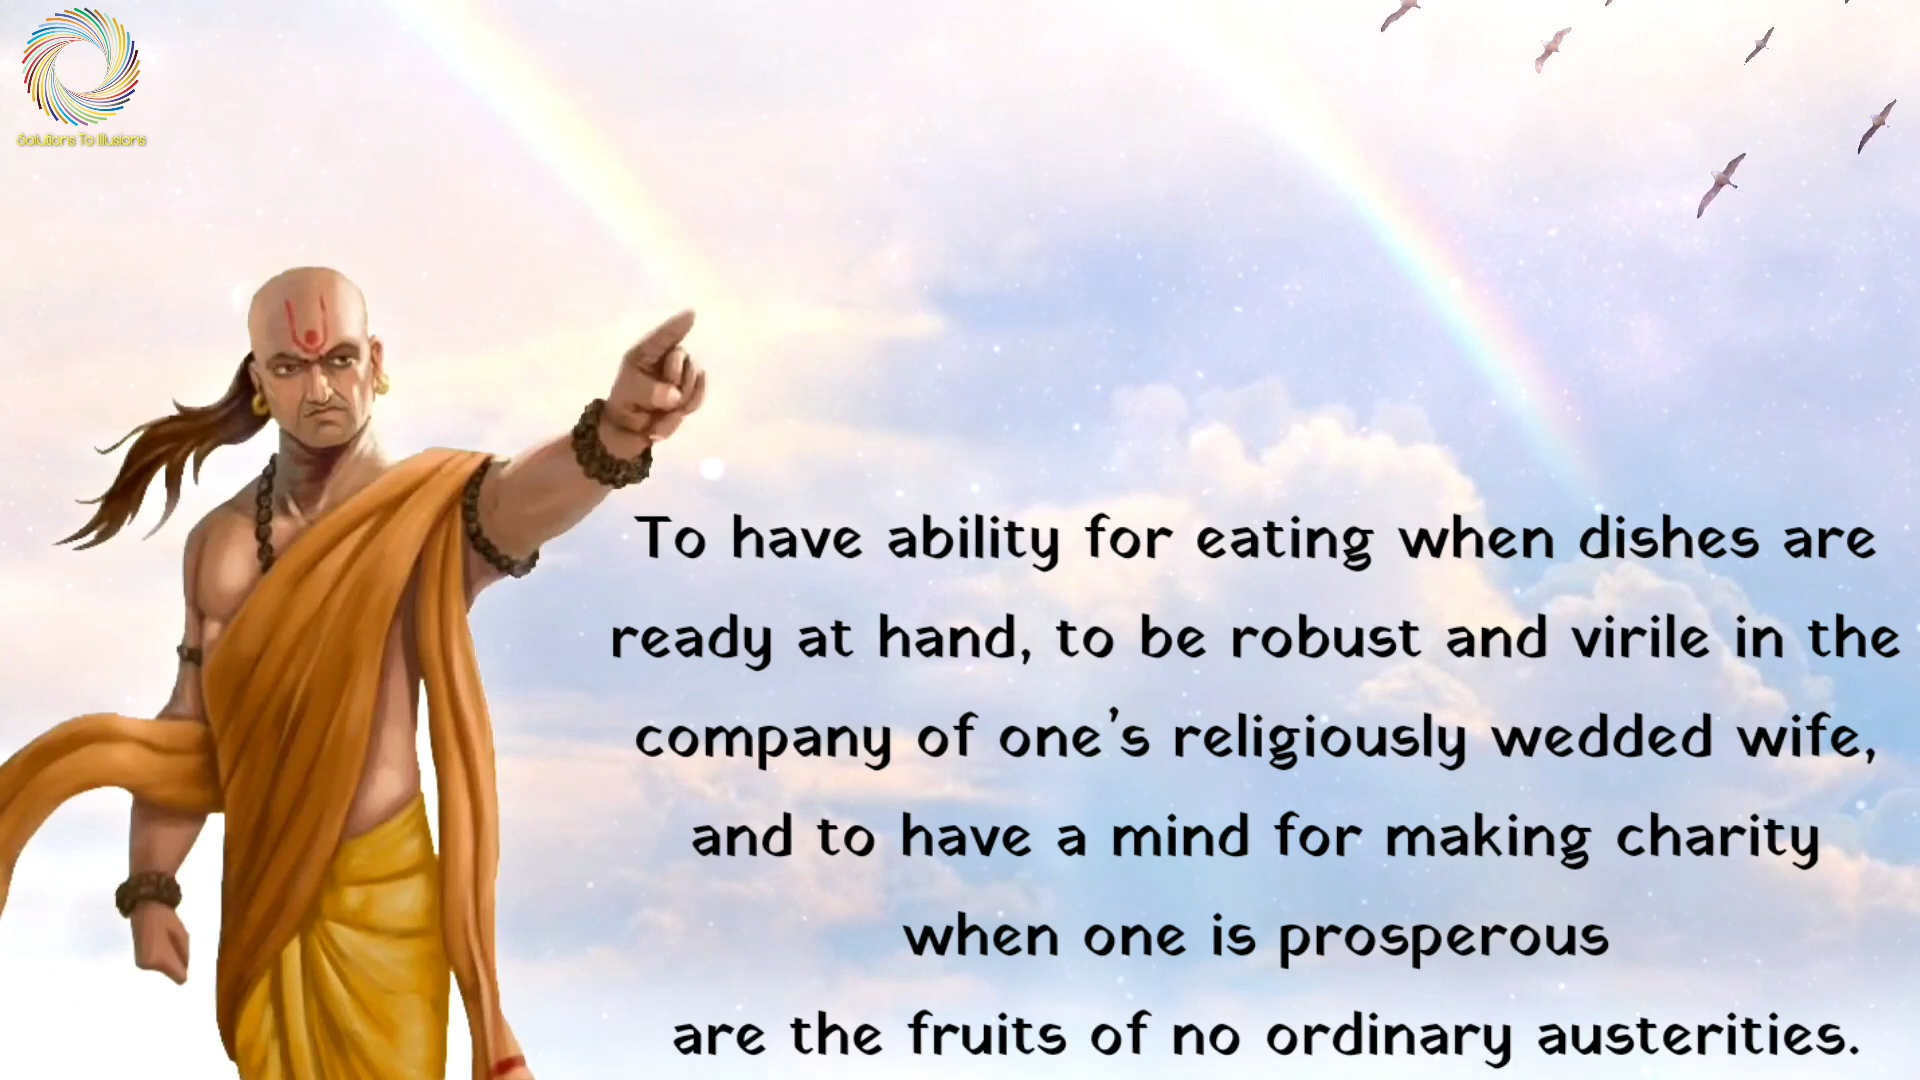 Solutions To Illusions
To have ability for eating when dishes are
ready at hand, to be robust and virile in the
company of one's religiously wedded wife,
and to have a mind for making charity
when one is prosperous
are the fruits of no ordinary austerities.